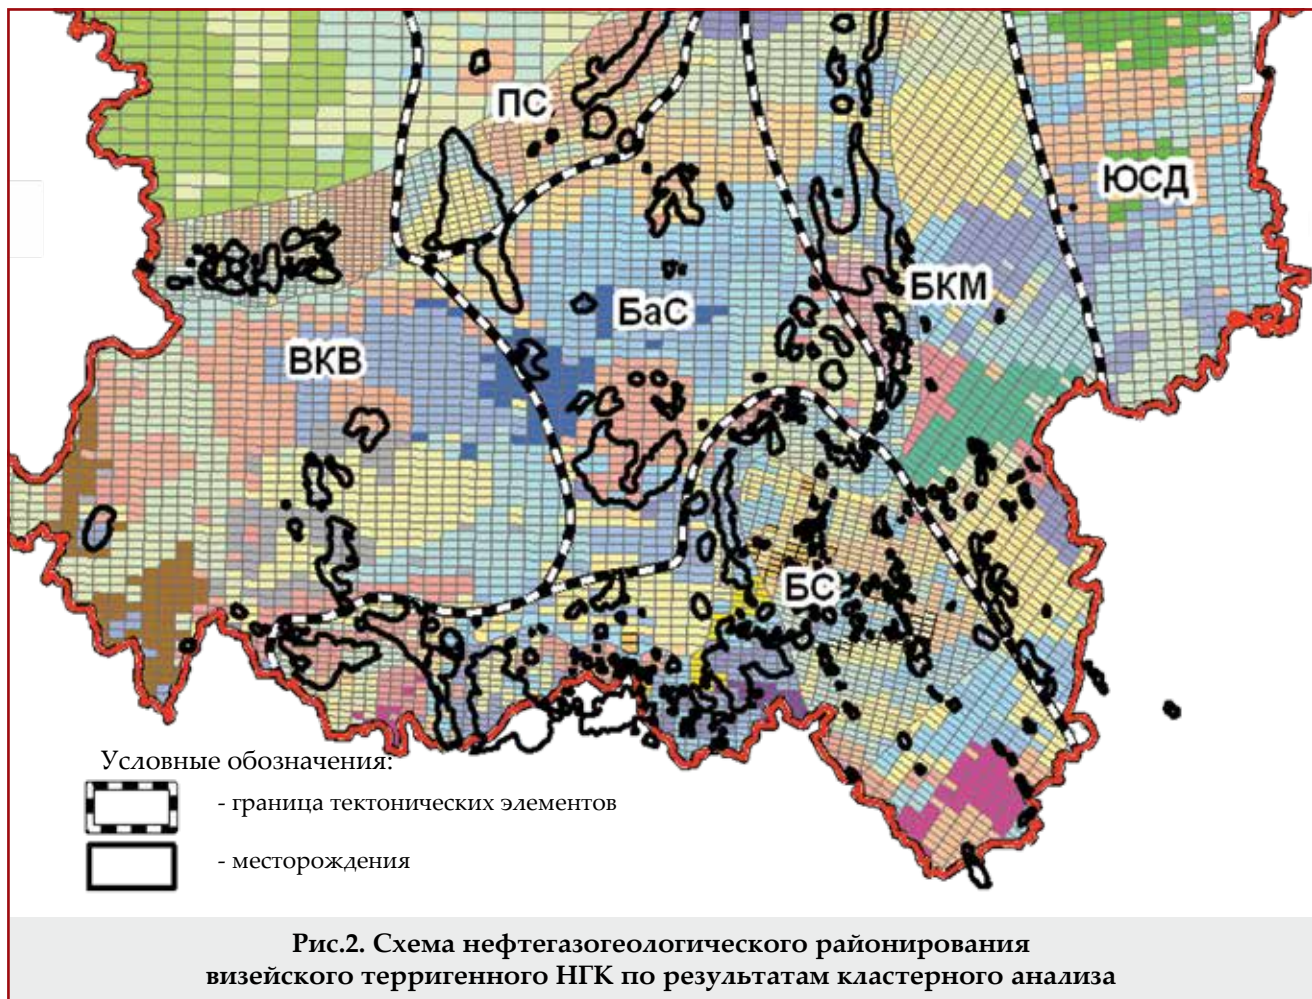 ПС
ЮСД
БКМ
БаС
ВКВ
БС
Условные обозначения:
- граница тектонических элементов
- месторождения
Рис.2. Схема нефтегазогеологического районирования
визейского терригенного НГК по результатам кластерного анализа